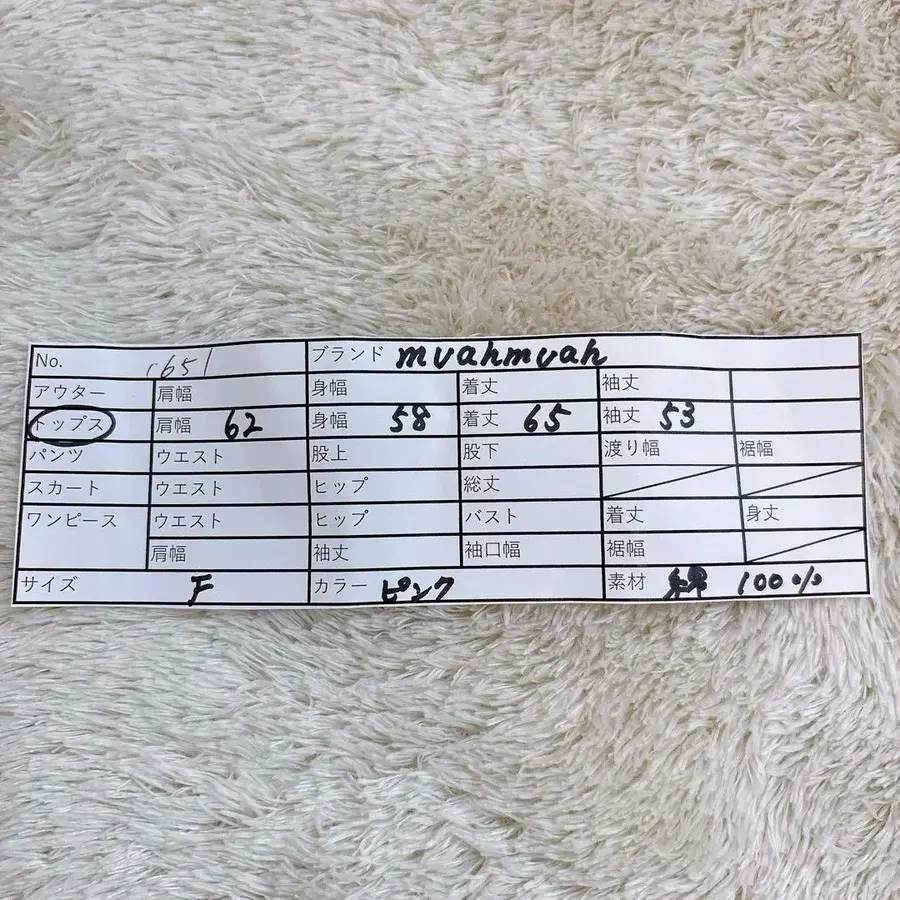 No. 1651 ブランド muahmuah
アウター 肩幅 身幅 着丈 袖丈
トップス 肩幅 62 身幅 58 着丈 65 袖丈 53
パンツ ウエスト 股上 股下 渡り幅 裾幅
スカート ウエスト ヒップ 総丈
ワンピース ウエスト ヒップ バスト 着丈 身丈
肩幅 袖丈 袖口幅 裾幅
サイズ F カラー ピンク 素材 綿 100%